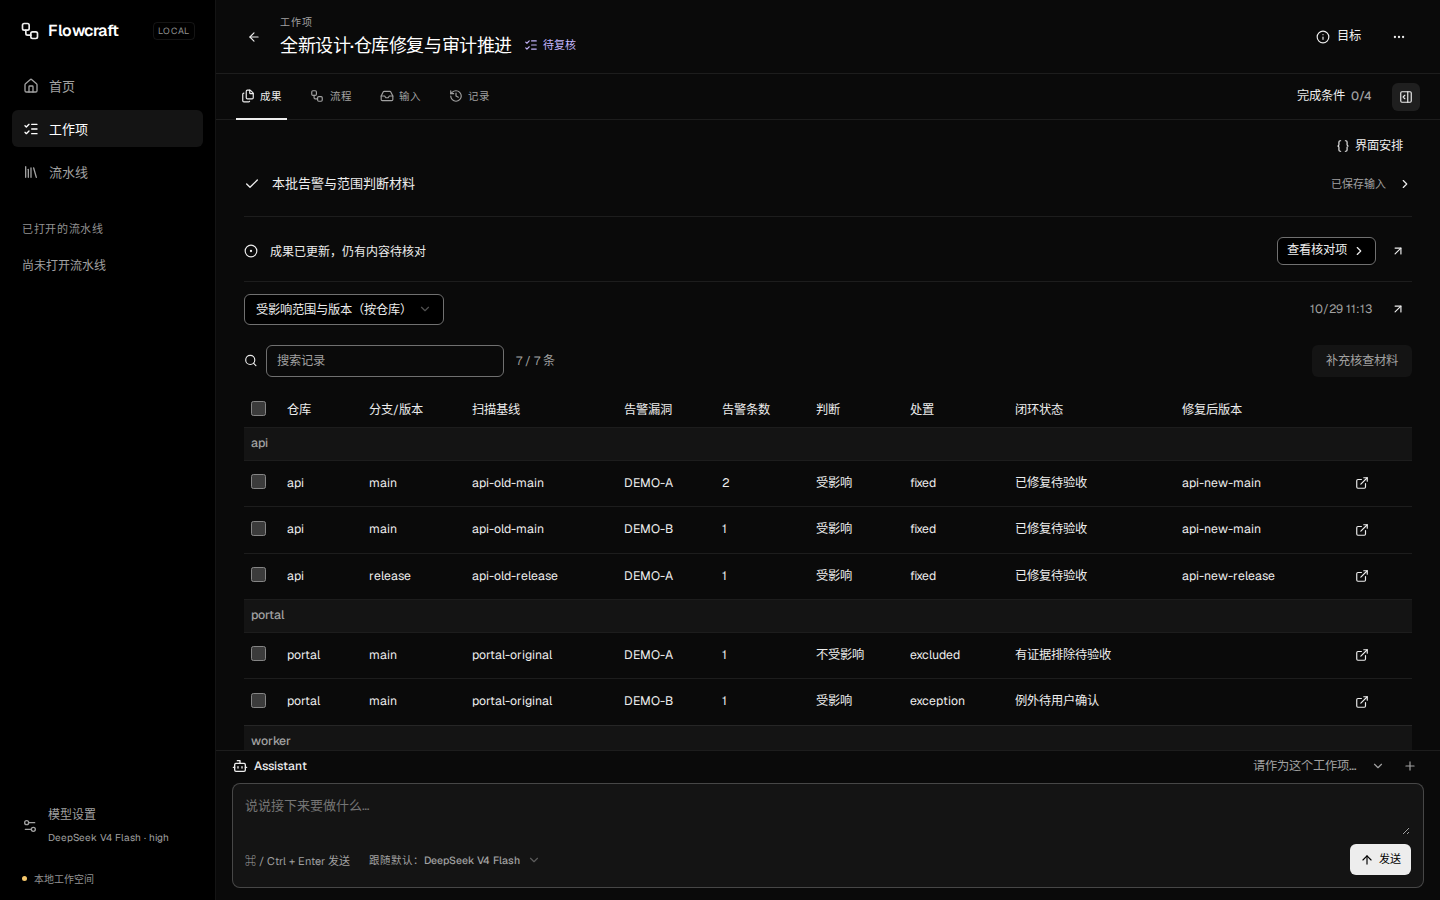 Flowcraft
LOCAL
首页
工作项
流水线
已打开的流水线
尚未打开流水线
模型设置
DeepSeek V4 Flash · high
本地工作空间
工作项
全新设计·仓库修复与审计推进
待复核
目标
成果
流程
输入
记录
完成条件 0/4
{ } 界面安排
本批告警与范围判断材料
已保存输入
成果已更新，仍有内容待核对
查看核对项
受影响范围与版本（按仓库）
10/29 11:13
搜索记录
7 / 7 条
补充核查材料
仓库 分支/版本 扫描基线 告警漏洞 告警条数 判断 处置 闭环状态 修复后版本
api
api main api-old-main DEMO-A 2 受影响 fixed 已修复待验收 api-new-main
api main api-old-main DEMO-B 1 受影响 fixed 已修复待验收 api-new-main
api release api-old-release DEMO-A 1 受影响 fixed 已修复待验收 api-new-release
portal
portal main portal-original DEMO-A 1 不受影响 excluded 有证据排除待验收
portal main portal-original DEMO-B 1 受影响 exception 例外待用户确认
worker
Assistant
请作为这个工作项...
说说接下来要做什么...
⌘ / Ctrl + Enter 发送
跟随默认：DeepSeek V4 Flash
发送